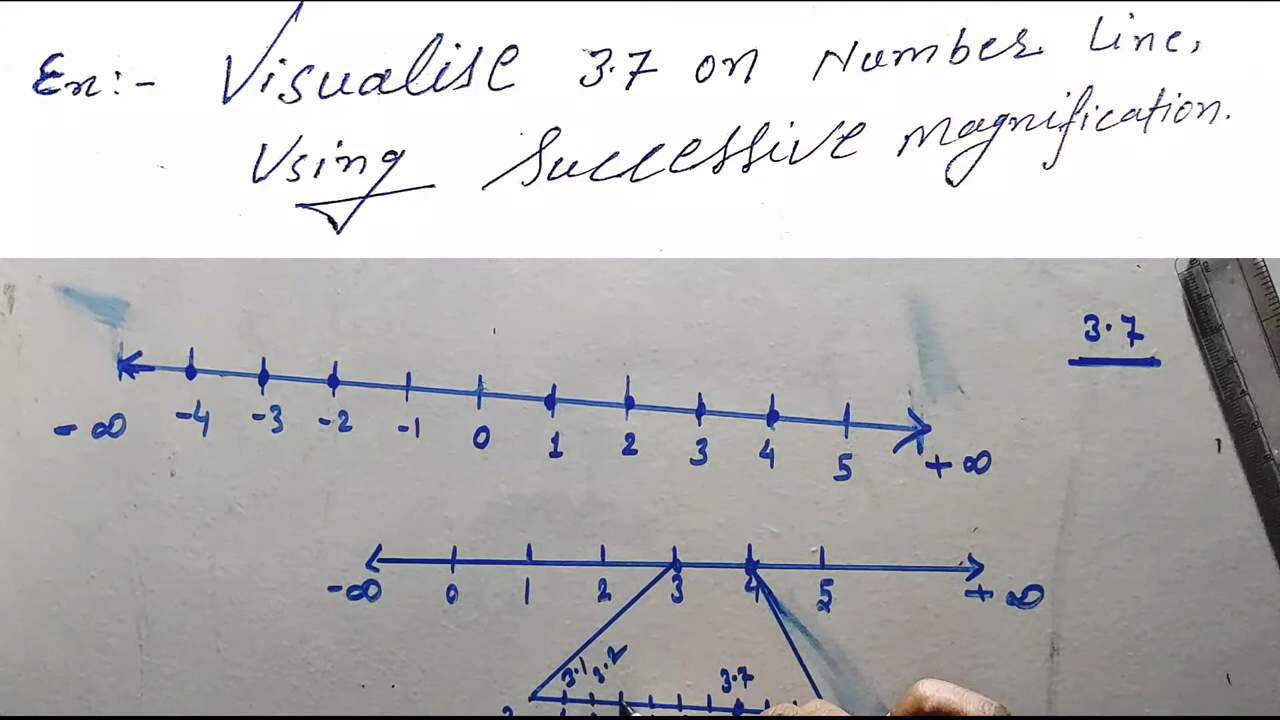 Ex:- Visualise 3.7 on Number Line,
Using Successive Magnification.
3.7
-∞ -4 -3 -2 -1 0 1 2 3 4 5 +∞
-∞ 0 1 2 3 4 5 +∞
3.1 3.2 3.7